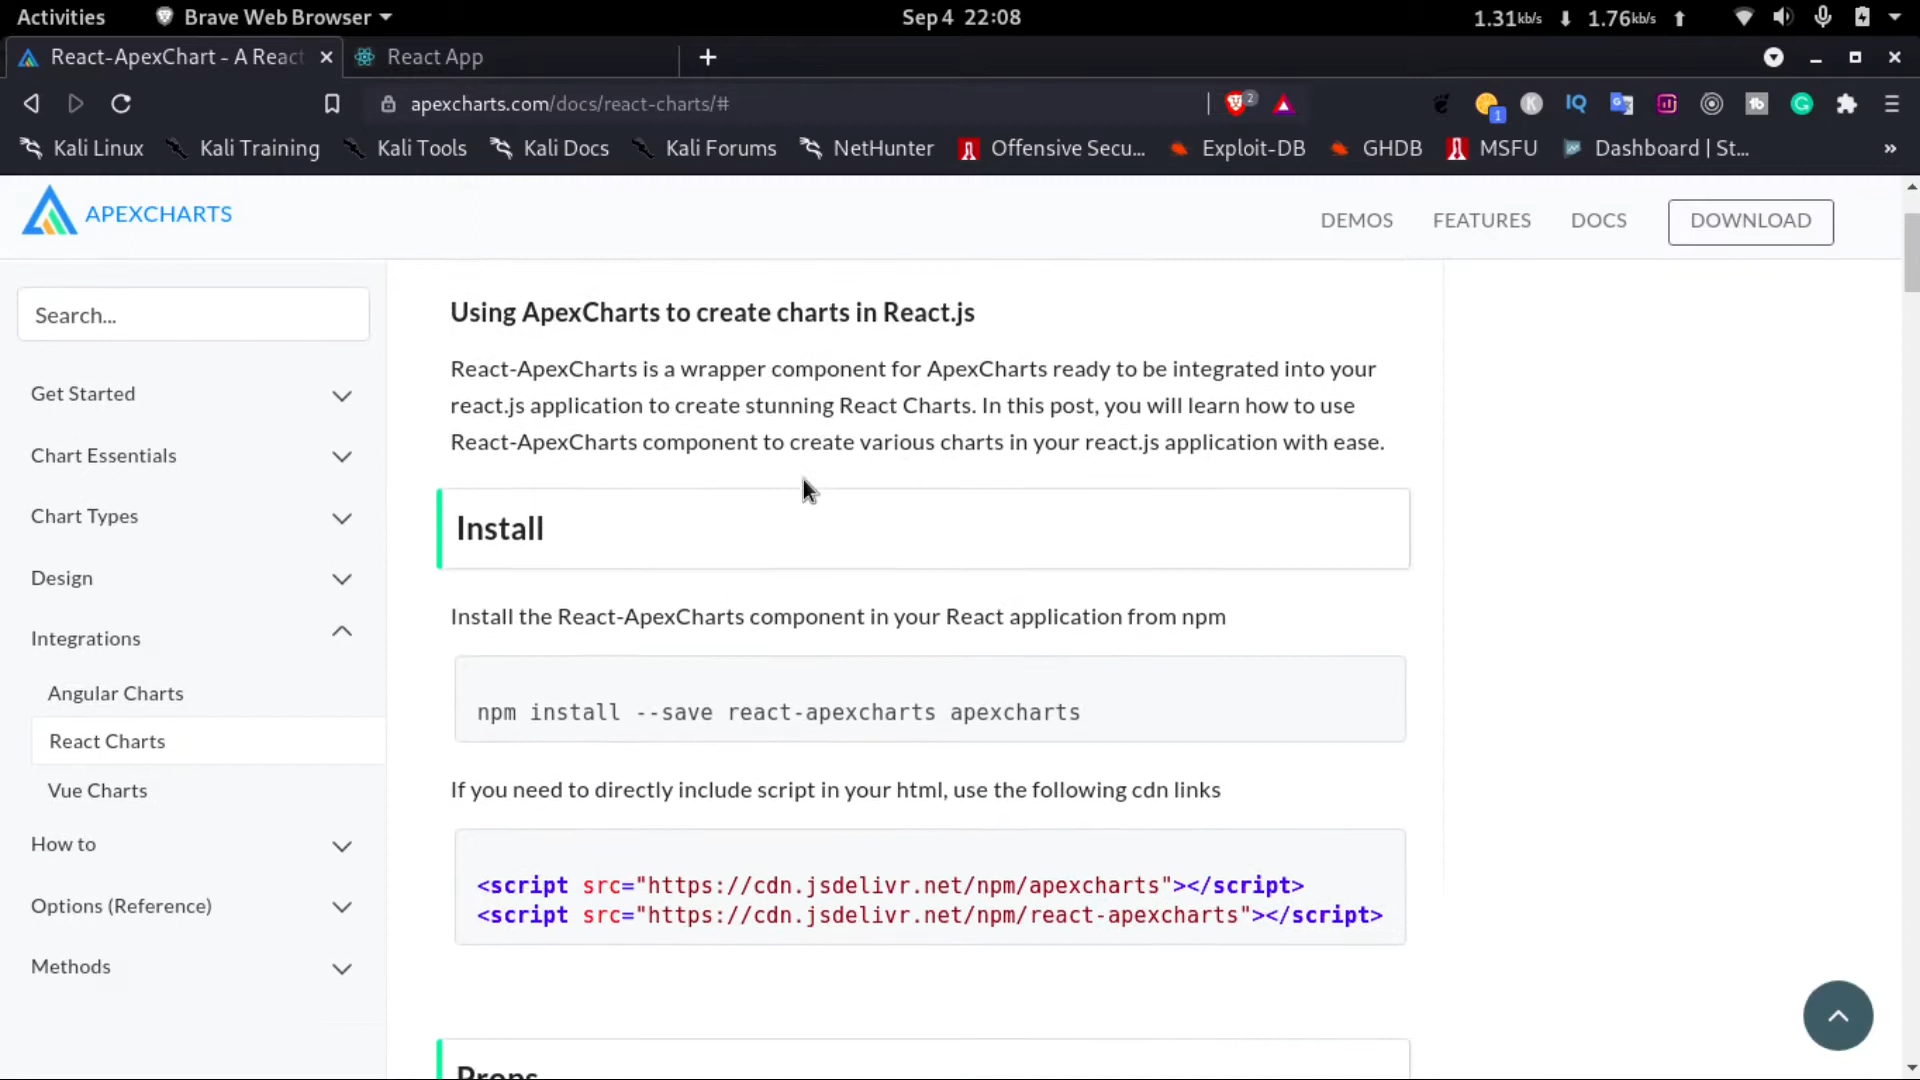 Activities
Brave Web Browser
Sep 4 22:08
1.31kb/s
1.76kb/s
React-ApexChart - A React
React App
apexcharts.com/docs/react-charts/#
2
1
Kali Linux
Kali Training
Kali Tools
Kali Docs
Kali Forums
NetHunter
Offensive Secu...
Exploit-DB
GHDB
MSFU
Dashboard | St...
»
APEXCHARTS
DEMOS
FEATURES
DOCS
DOWNLOAD
Search...
Get Started
Chart Essentials
Chart Types
Design
Integrations
Angular Charts
React Charts
Vue Charts
How to
Options (Reference)
Methods
Using ApexCharts to create charts in React.js
React-ApexCharts is a wrapper component for ApexCharts ready to be integrated into your
react.js application to create stunning React Charts. In this post, you will learn how to use
React-ApexCharts component to create various charts in your react.js application with ease.
Install
Install the React-ApexCharts component in your React application from npm
npm install --save react-apexcharts apexcharts
If you need to directly include script in your html, use the following cdn links
<script src="https://cdn.jsdelivr.net/npm/apexcharts"></script>
<script src="https://cdn.jsdelivr.net/npm/react-apexcharts"></script>
Props